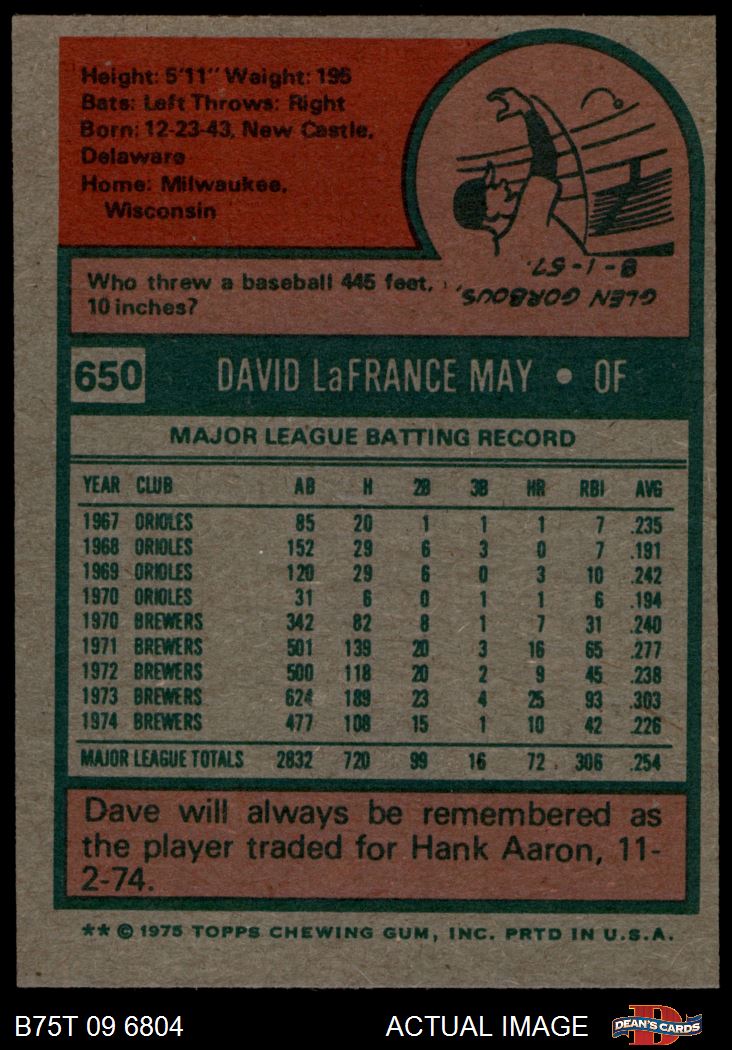 Height: 5'11" Weight: 195
Bats: Left Throws: Right
Born: 12-23-43, New Castle,
Delaware
Home: Milwaukee,
Wisconsin
Who threw a baseball 445 feet,
10 inches?
GLEN GORBOUS,
8-1-57.
650 DAVID LaFRANCE MAY • OF
MAJOR LEAGUE BATTING RECORD
YEAR CLUB AB H 2B 3B HR RBI AVG
1967 ORIOLES 85 20 1 1 1 7 .235
1968 ORIOLES 152 29 6 3 0 7 .191
1969 ORIOLES 120 29 6 0 3 10 .242
1970 ORIOLES 31 6 0 1 1 6 .194
1970 BREWERS 342 82 8 1 7 31 .240
1971 BREWERS 501 139 20 3 16 65 .277
1972 BREWERS 500 118 20 2 9 45 .238
1973 BREWERS 624 189 23 4 25 93 .303
1974 BREWERS 477 108 15 1 10 42 .226
MAJOR LEAGUE TOTALS 2832 720 99 16 72 306 .254
Dave will always be remembered as
the player traded for Hank Aaron, 11-
2-74.
** © 1975 TOPPS CHEWING GUM, INC. PRTD IN U.S.A.
B75T 09 6804 ACTUAL IMAGE DEAN'S CARDS